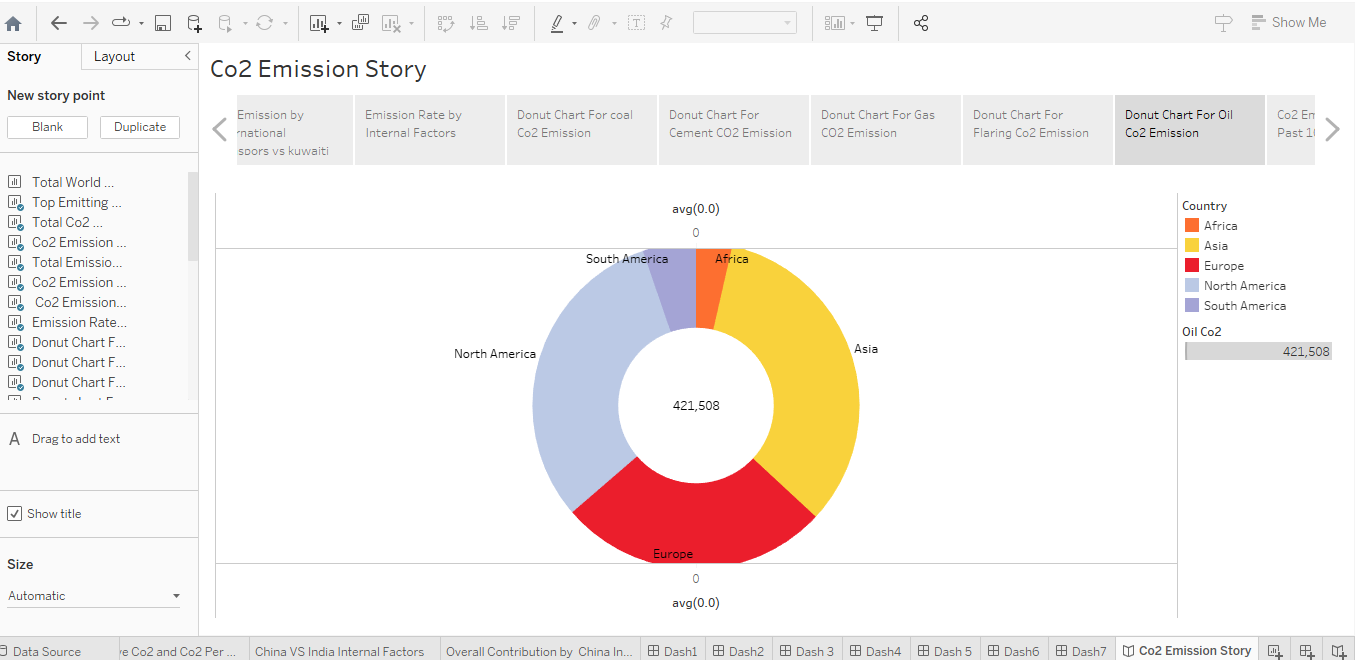 Show Me
Story
Layout
New story point
Blank
Duplicate
Total World ...
Top Emitting ...
Total Co2 ...
Co2 Emission ...
Total Emissio...
Co2 Emission ...
Co2 Emission...
Emission Rate...
Donut Chart F...
Donut Chart F...
Donut Chart F...
A Drag to add text
Show title
Size
Automatic
Co2 Emission Story
Emission by
rnational
spors vs kuwaiti
Emission Rate by
Internal Factors
Donut Chart For coal
Co2 Emission
Donut Chart For
Cement CO2 Emission
Donut Chart For Gas
CO2 Emission
Donut Chart For
Flaring Co2 Emission
Donut Chart For Oil
Co2 Emission
Co2 Em
Past 10
avg(0.0)
0
South America
Africa
North America
Asia
421,508
Europe
0
avg(0.0)
Country
Africa
Asia
Europe
North America
South America
Oil Co2
421,508
Data Source
ve Co2 and Co2 Per ...
China VS India Internal Factors
Overall Contribution by China In...
Dash1
Dash2
Dash 3
Dash4
Dash 5
Dash6
Dash7
Co2 Emission Story